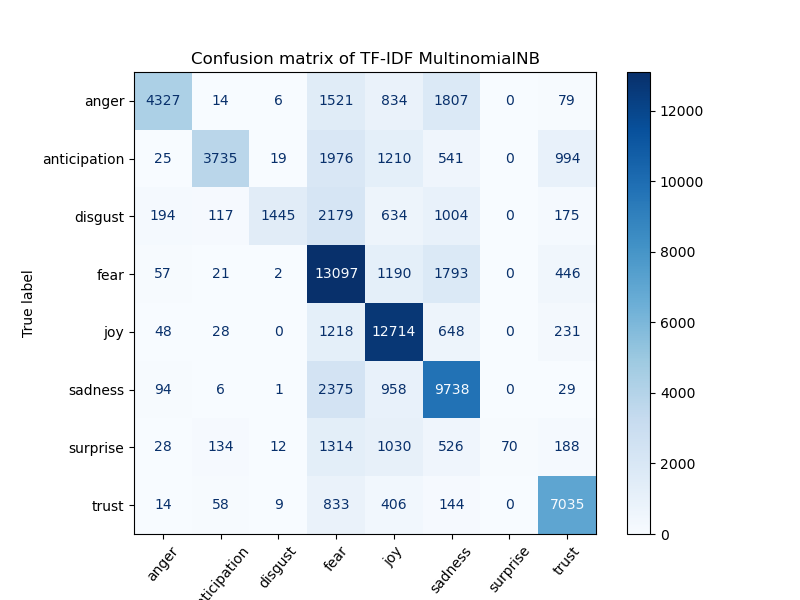 Confusion matrix of TF-IDF MultinomialNB
anger 4327 14 6 1521 834 1807 0 79
anticipation 25 3735 19 1976 1210 541 0 994
disgust 194 117 1445 2179 634 1004 0 175
fear 57 21 2 13097 1190 1793 0 446
joy 48 28 0 1218 12714 648 0 231
sadness 94 6 1 2375 958 9738 0 29
surprise 28 134 12 1314 1030 526 70 188
trust 14 58 9 833 406 144 0 7035
True label
anger ticipation disgust fear joy sadness surprise trust
12000
10000
8000
6000
4000
2000
0